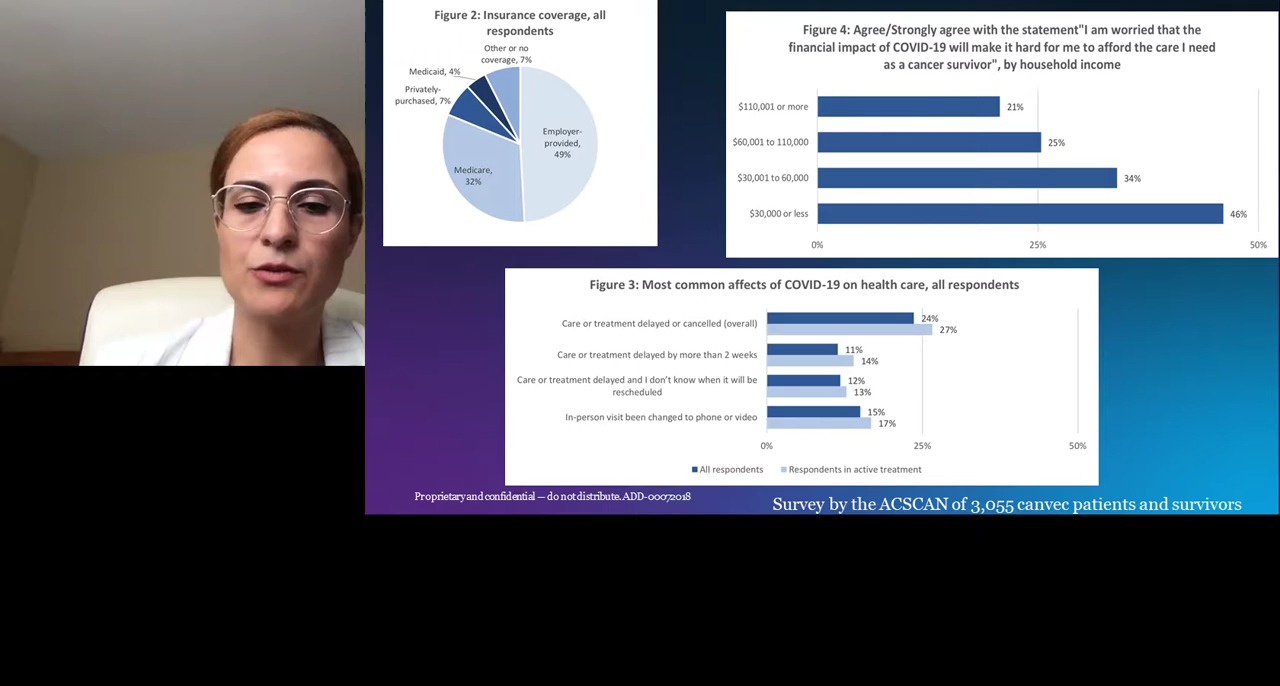 Figure 2: Insurance coverage, all
respondents
Other or no
coverage, 7%
Medicaid, 4%
Privately-
purchased, 7%
Employer-
provided,
49%
Medicare,
32%
Figure 4: Agree/Strongly agree with the statement"I am worried that the
financial impact of COVID-19 will make it hard for me to afford the care I need
as a cancer survivor", by household income
$110,001 or more
21%
$60,001 to 110,000
25%
$30,001 to 60,000
34%
$30,000 or less
46%
0%
25%
50%
Figure 3: Most common affects of COVID-19 on health care, all respondents
Care or treatment delayed or cancelled (overall)
24%
27%
Care or treatment delayed by more than 2 weeks
11%
14%
Care or treatment delayed and I don't know when it will be
rescheduled
12%
13%
In-person visit been changed to phone or video
15%
17%
0%
25%
50%
All respondents
Respondents in active treatment
Proprietary and confidential — do not distribute. ADD-00072018
Survey by the ACSCAN of 3,055 canvec patients and survivors